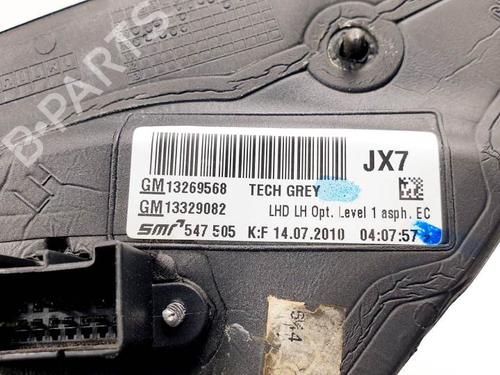 B-PARTS
JX7
GM 13269568 TECH GREY
GM 13329082 LHD LH Opt. Level 1 asph. EC
smr 547 505 K:F 14.07.2010 04:07:57
LH